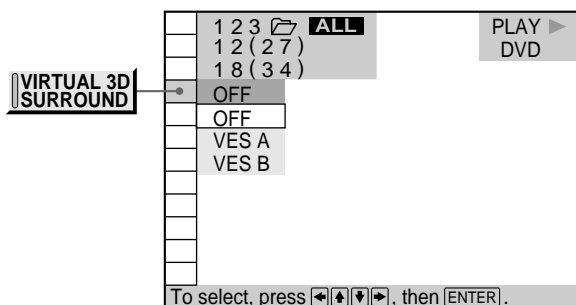 1 2 3 ALL
1 2 ( 2 7 )
1 8 ( 3 4 )
PLAY
DVD
VIRTUAL 3D
SURROUND
OFF
OFF
VES A
VES B
To select, press ←↑↓→, then ENTER.